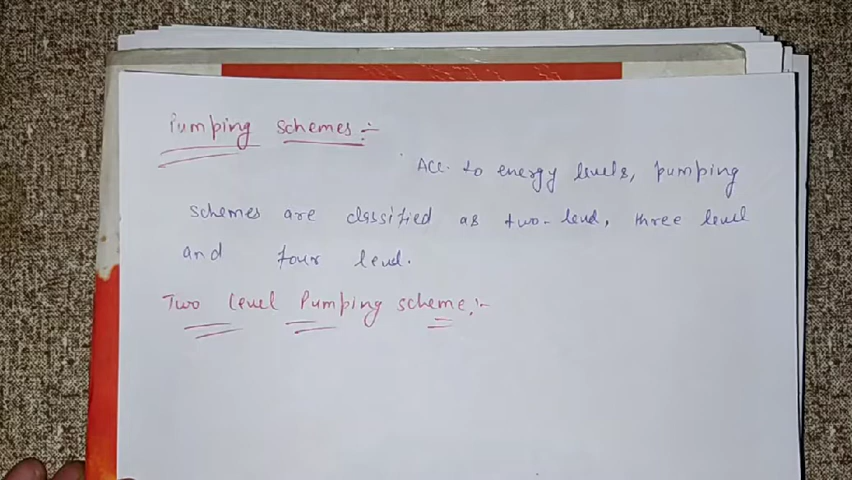 Pumping schemes :-
Acc. to energy levels, pumping
schemes are classified as two-level, three level
and four level.
Two level Pumping scheme :-